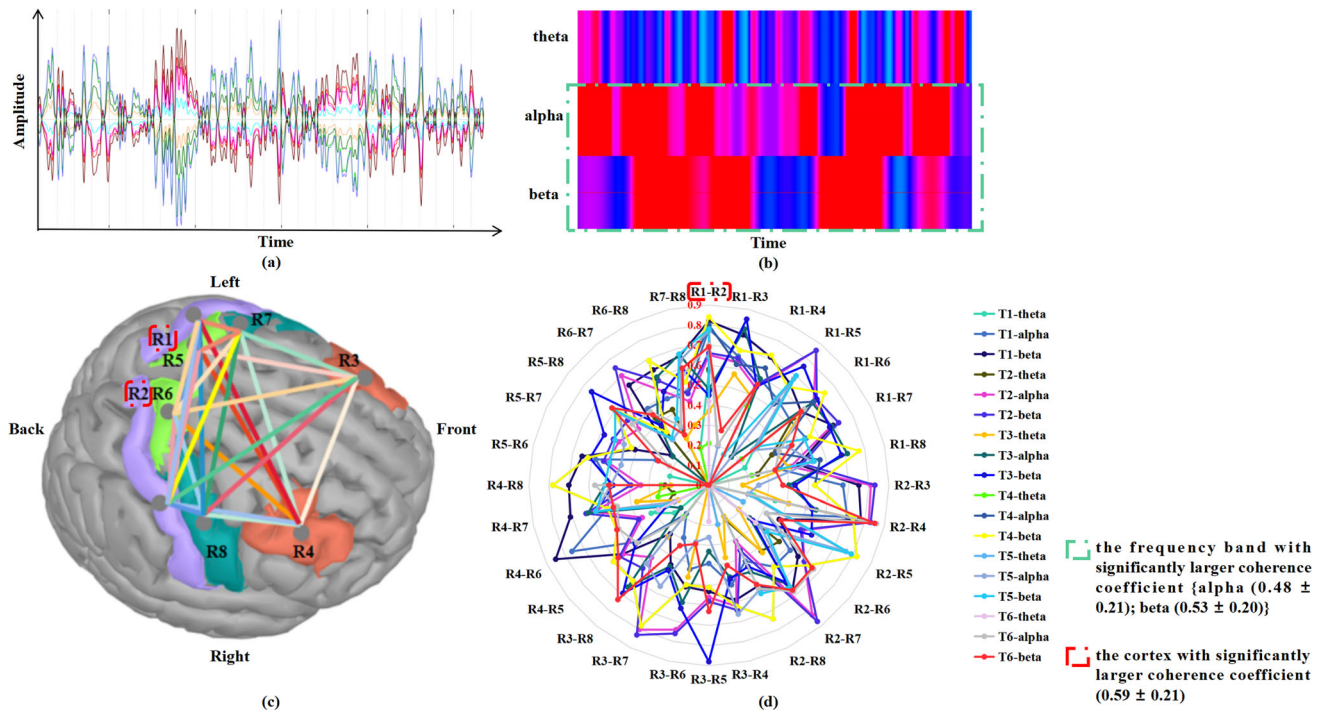 Amplitude
Time
(a)
theta
alpha
beta
Time
(b)
Left
R1
R7
R5
R3
R2
R6
Back
Front
R8
R4
Right
(c)
R1-R2
R1-R3
R1-R4
R1-R5
R1-R6
R1-R7
R1-R8
R2-R3
R2-R4
R2-R5
R2-R6
R2-R7
R2-R8
R3-R4
R3-R5
R3-R6
R3-R7
R3-R8
R4-R5
R4-R6
R4-R7
R4-R8
R5-R6
R5-R7
R5-R8
R6-R7
R6-R8
R7-R8
0.9
0.8
0.7
0.6
0.5
0.4
0.3
0.2
0.1
0
(d)
T1-theta
T1-alpha
T1-beta
T2-theta
T2-alpha
T2-beta
T3-theta
T3-alpha
T3-beta
T4-theta
T4-alpha
T4-beta
T5-theta
T5-alpha
T5-beta
T6-theta
T6-alpha
T6-beta
the frequency band with
significantly larger coherence
coefficient {alpha (0.48 ±
0.21); beta (0.53 ± 0.20)}
the cortex with significantly
larger coherence coefficient
(0.59 ± 0.21)